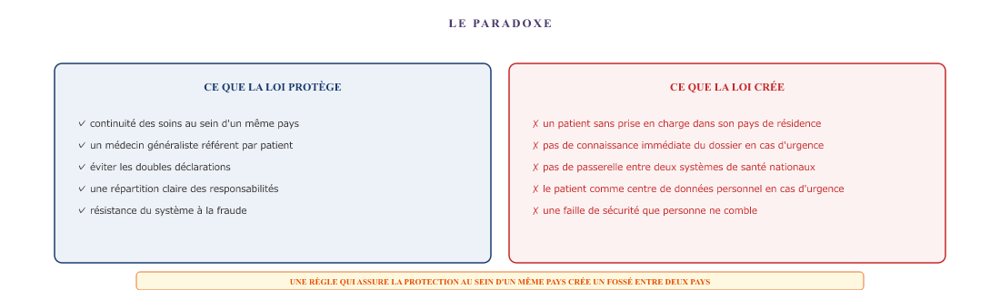 LE PARADOXE
CE QUE LA LOI PROTÈGE
✓ continuité des soins au sein d'un même pays
✓ un médecin généraliste référent par patient
✓ éviter les doubles déclarations
✓ une répartition claire des responsabilités
✓ résistance du système à la fraude
CE QUE LA LOI CRÉE
✗ un patient sans prise en charge dans son pays de résidence
✗ pas de connaissance immédiate du dossier en cas d'urgence
✗ pas de passerelle entre deux systèmes de santé nationaux
✗ le patient comme centre de données personnel en cas d'urgence
✗ une faille de sécurité que personne ne comble
UNE RÈGLE QUI ASSURE LA PROTECTION AU SEIN D'UN MÊME PAYS CRÉE UN FOSSÉ ENTRE DEUX PAYS